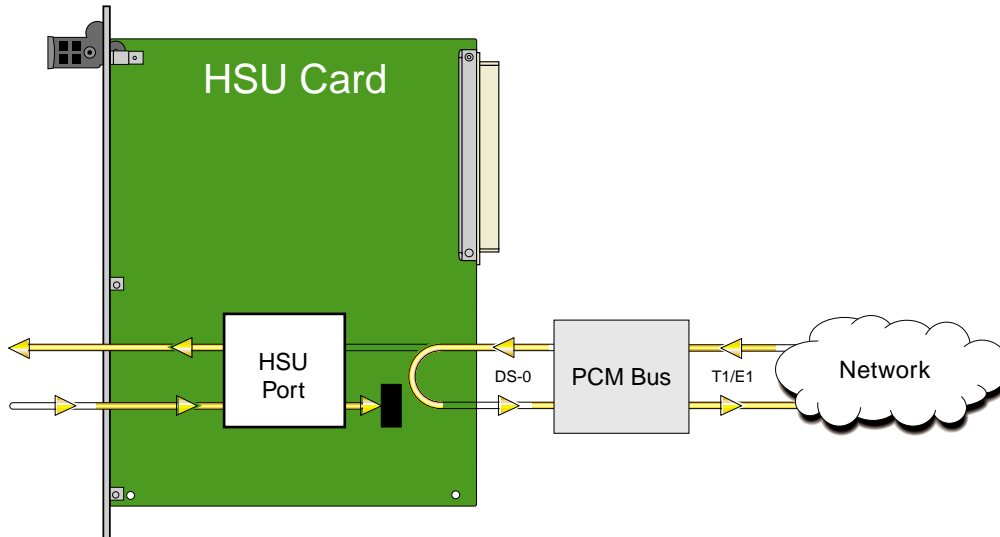 HSU Card
HSU
Port
DS-0
PCM Bus
T1/E1
Network